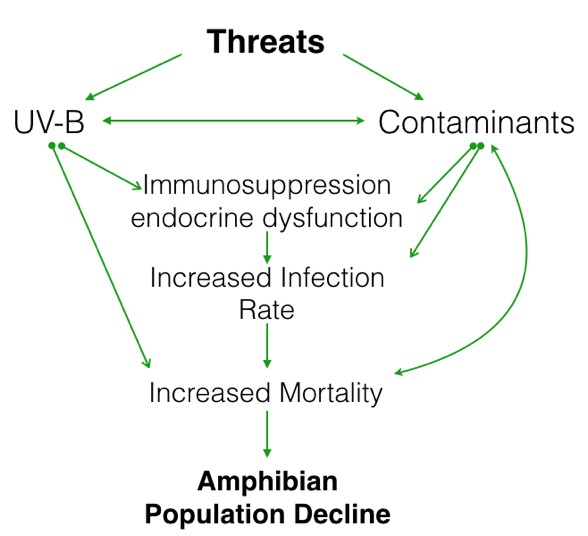 Threats
UV-B
Contaminants
Immunosuppression
endocrine dysfunction
Increased Infection
Rate
Increased Mortality
Amphibian
Population Decline